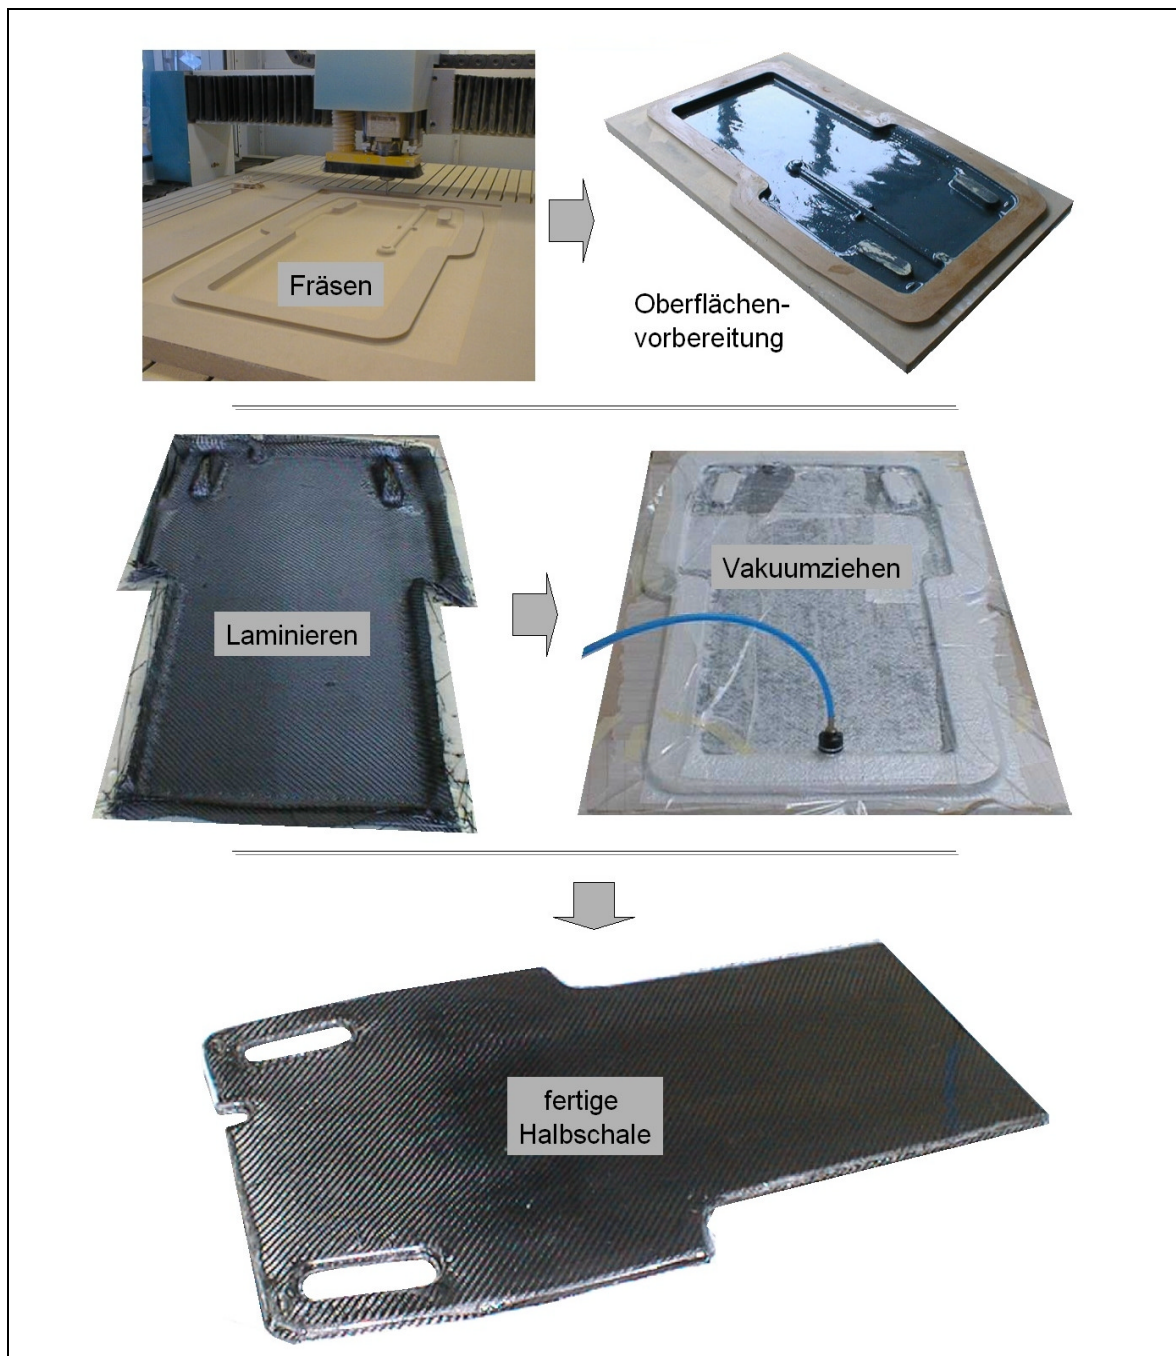 Fräsen
Oberflächen-
vorbereitung
Laminieren
Vakuumziehen
fertige
Halbschale